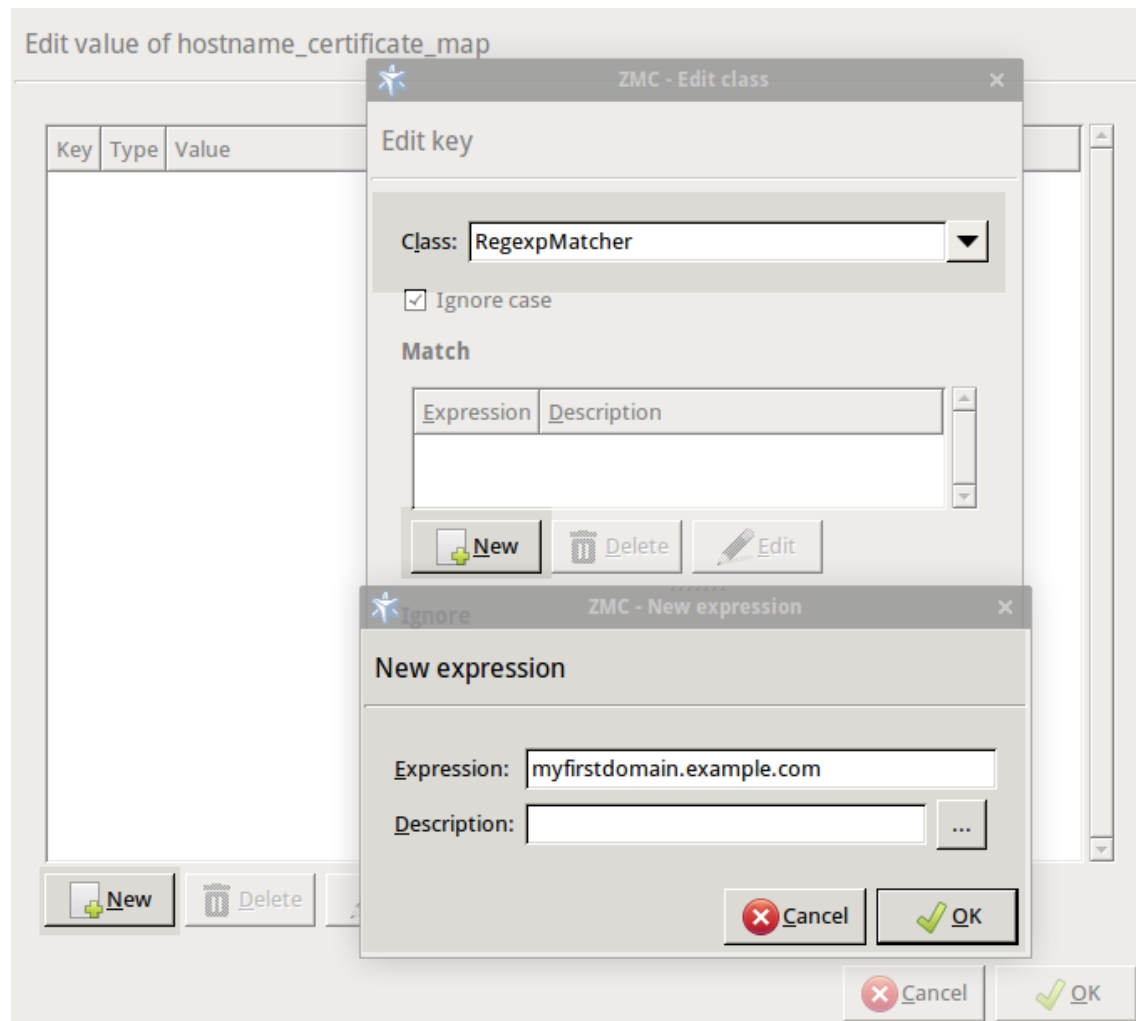 Edit value of hostname_certificate_map
ZMC - Edit class
Edit key
Key Type Value
Class: RegexpMatcher
Ignore case
Match
Expression Description
New Delete Edit
Ignore
ZMC - New expression
New expression
Expression: myfirstdomain.example.com
Description: ...
New Delete
Cancel OK
Cancel OK